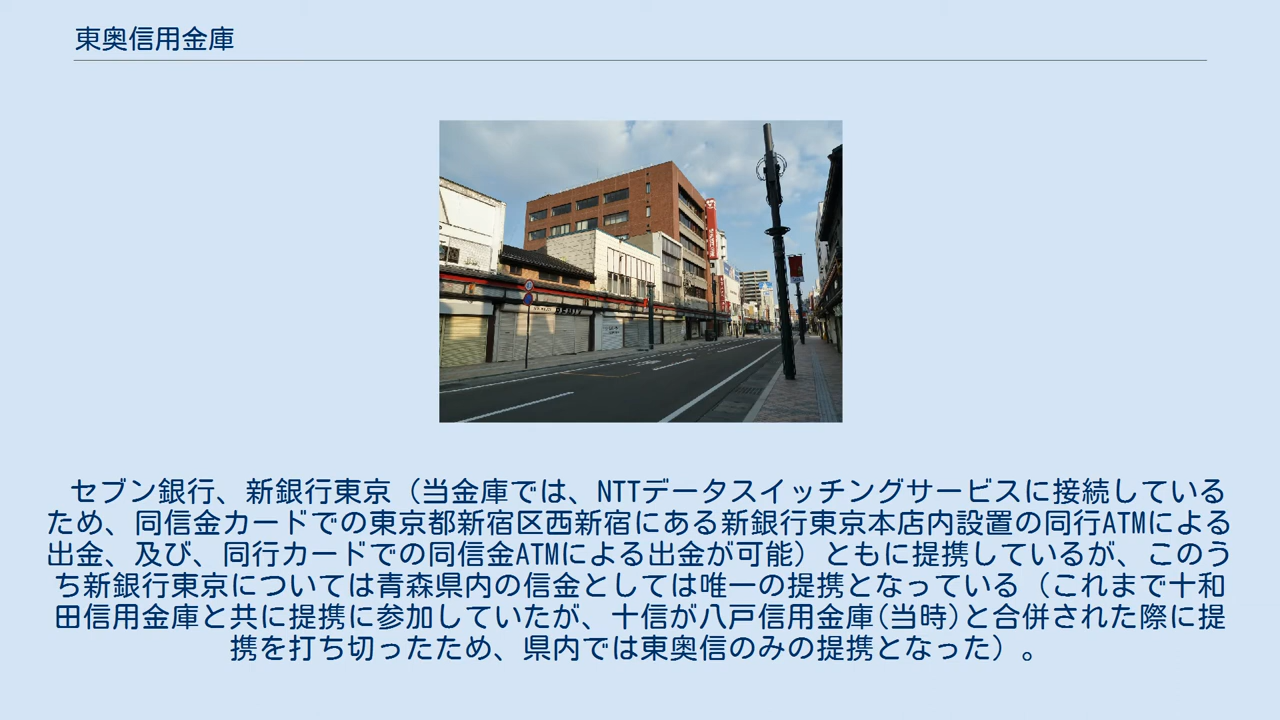 東奥信用金庫
セブン銀行、新銀行東京（当金庫では、NTTデータスイッチングサービスに接続している
ため、同信金カードでの東京都新宿区西新宿にある新銀行東京本店内設置の同行ATMによる
出金、及び、同行カードでの同信金ATMによる出金が可能）ともに提携しているが、このう
ち新銀行東京については青森県内の信金としては唯一の提携となっている（これまで十和
田信用金庫と共に提携に参加していたが、十信が八戸信用金庫(当時)と合併された際に提
携を打ち切ったため、県内では東奥信のみの提携となった）。